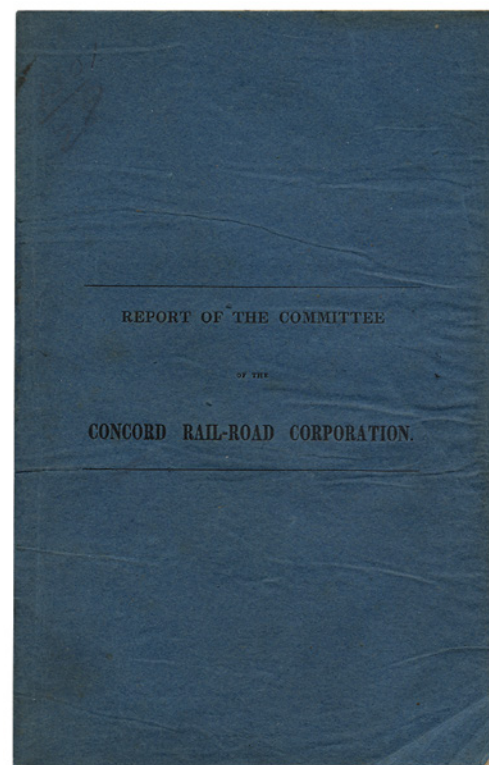 REPORT OF THE COMMITTEE
OF THE
CONCORD RAIL-ROAD CORPORATION.